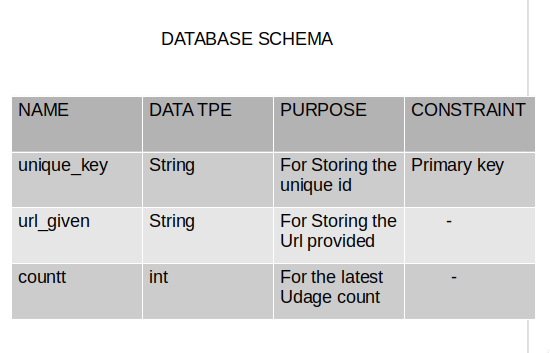 DATABASE SCHEMA
NAME DATA TPE PURPOSE CONSTRAINT
unique_key String For Storing the Primary key
unique id
url_given String For Storing the -
Url provided
countt int For the latest -
Udage count